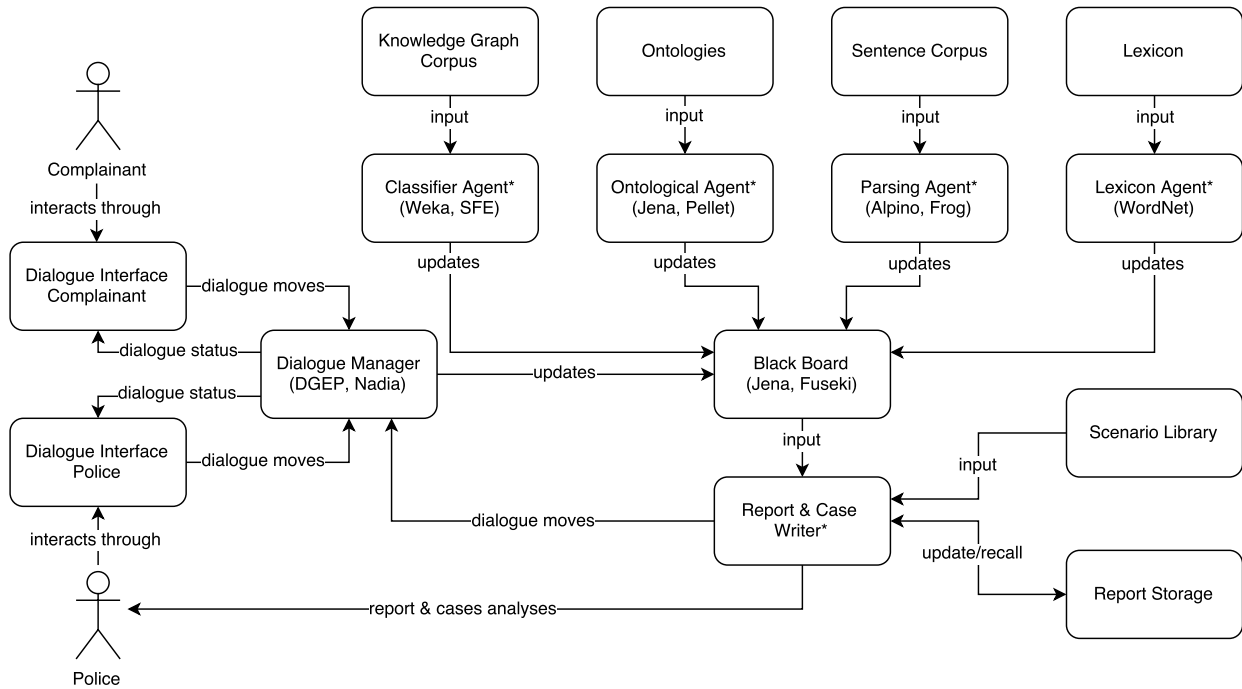 Knowledge Graph
Corpus
Ontologies
Sentence Corpus
Lexicon
input
input
input
input
Complainant
interacts through
Classifier Agent*
(Weka, SFE)
Ontological Agent*
(Jena, Pellet)
Parsing Agent*
(Alpino, Frog)
Lexicon Agent*
(WordNet)
updates
updates
updates
updates
Dialogue Interface
Complainant
dialogue moves
dialogue status
Dialogue Manager
(DGEP, Nadia)
updates
Black Board
(Jena, Fuseki)
dialogue status
Dialogue Interface
Police
dialogue moves
input
Scenario Library
input
dialogue moves
Report & Case
Writer*
interacts through
update/recall
Report Storage
report & cases analyses
Police